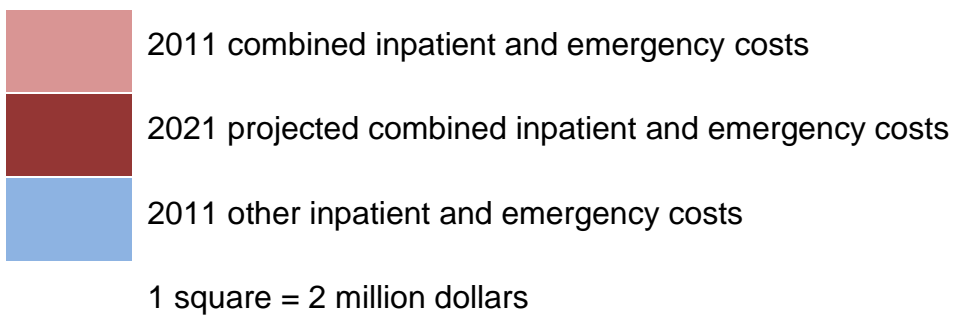 2011 combined inpatient and emergency costs
2021 projected combined inpatient and emergency costs
2011 other inpatient and emergency costs
1 square = 2 million dollars